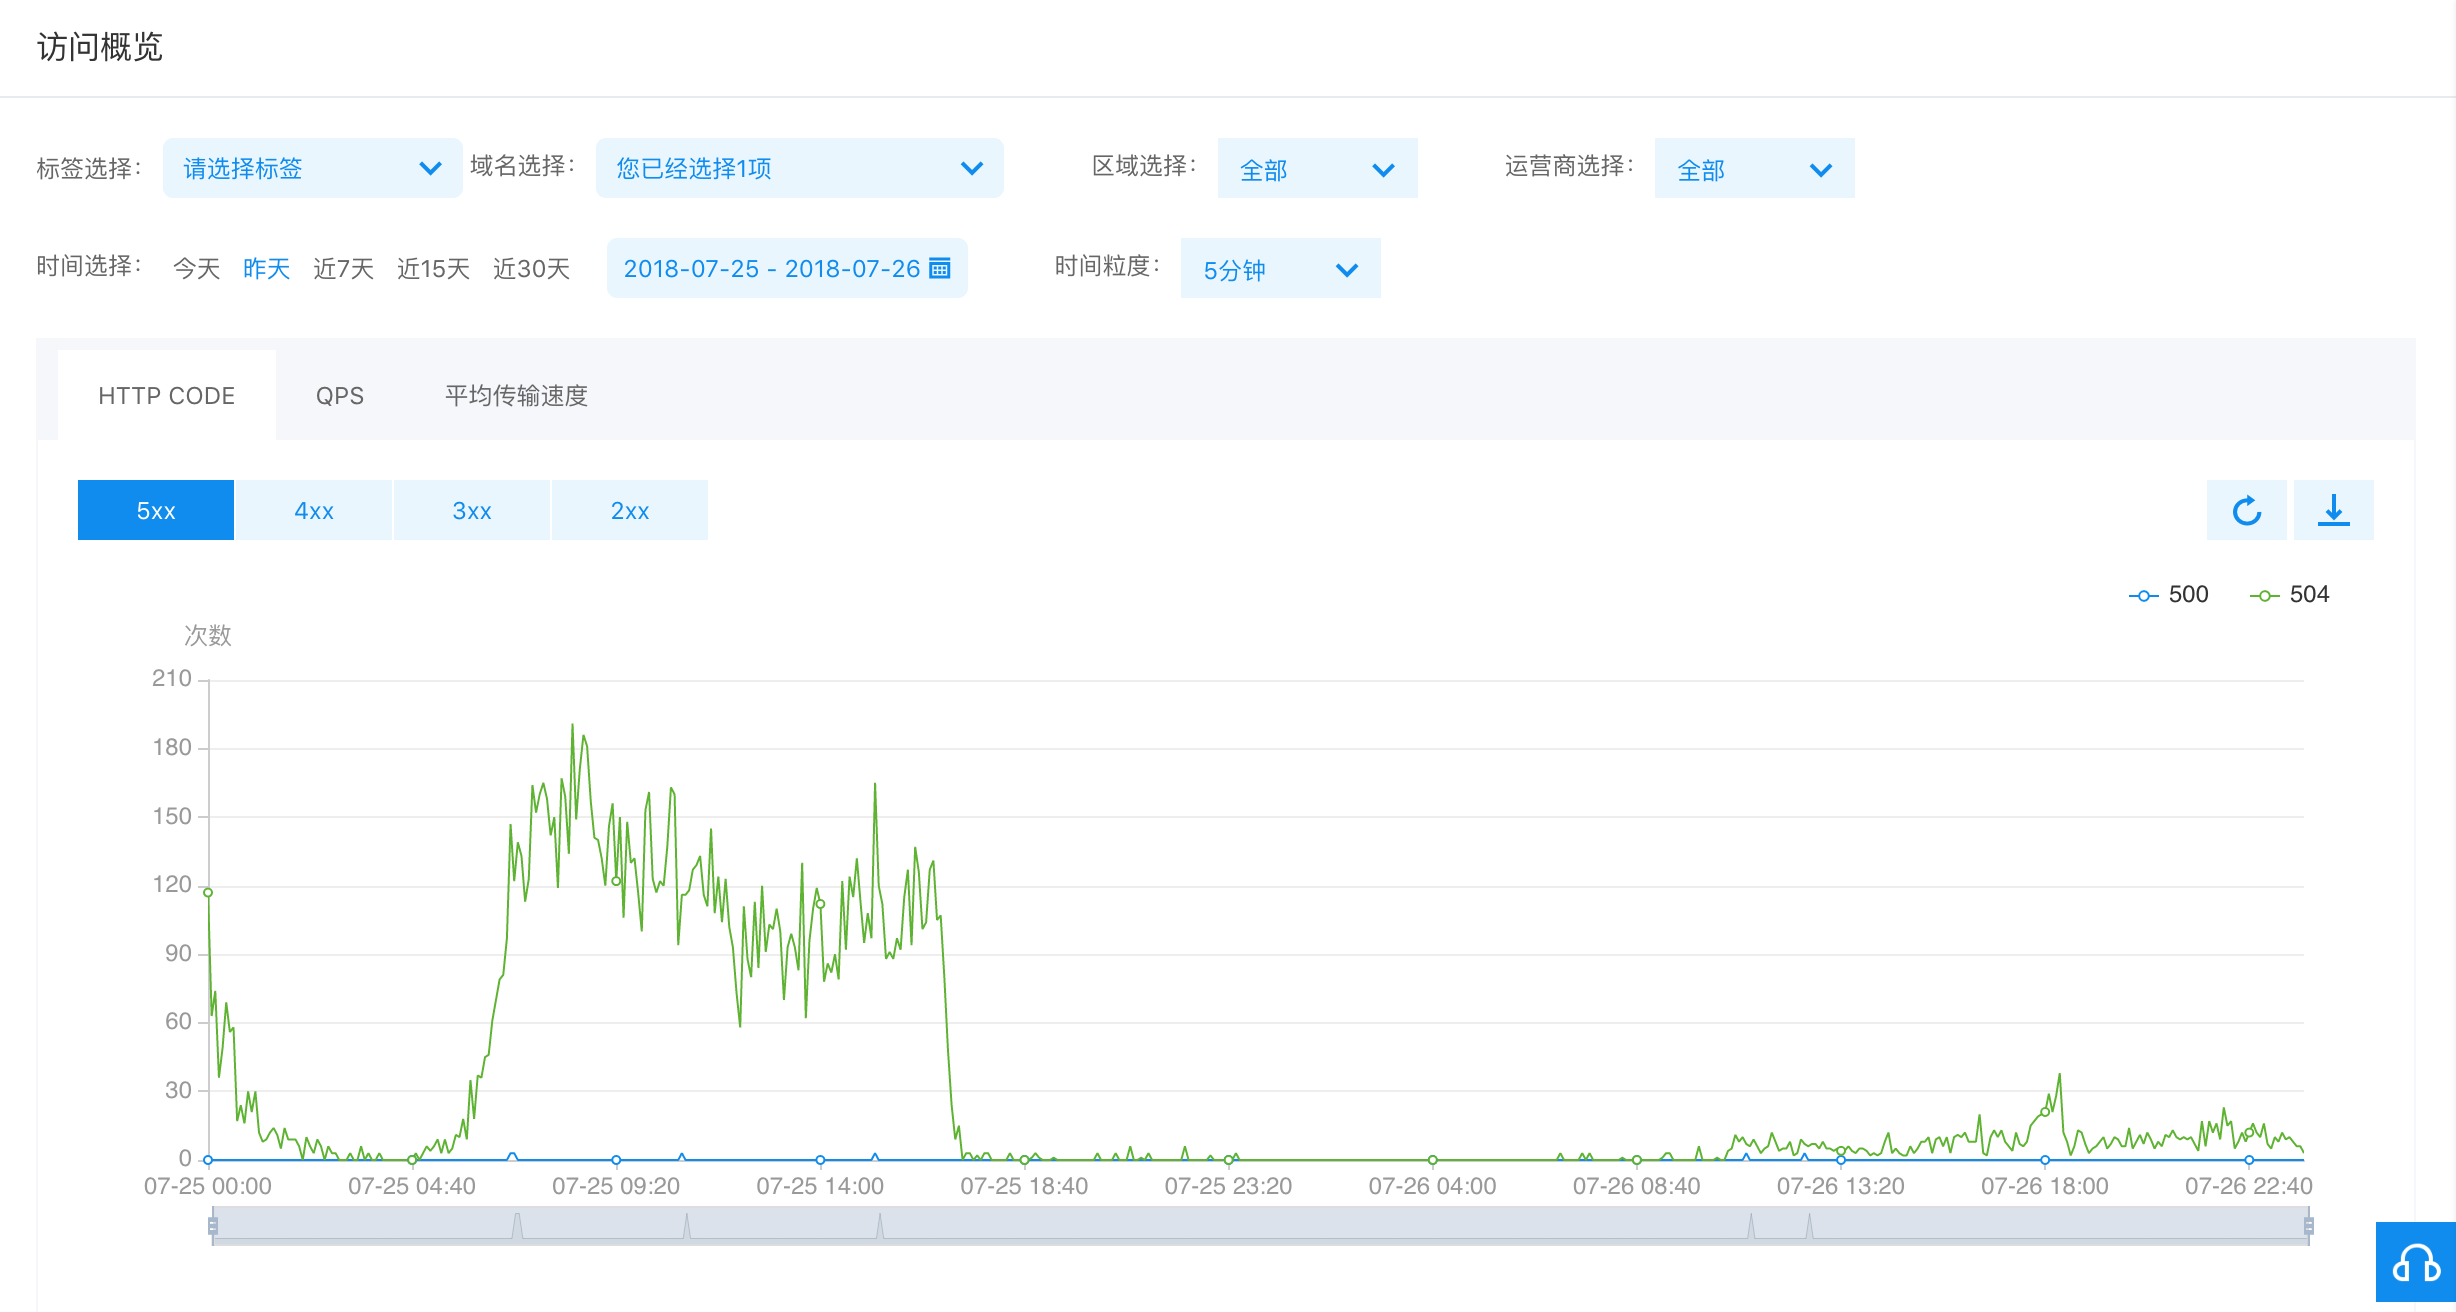 访问概览
标签选择： 请选择标签 域名选择： 您已经选择1项 区域选择： 全部 运营商选择： 全部
时间选择： 今天 昨天 近7天 近15天 近30天 2018-07-25 - 2018-07-26 时间粒度： 5分钟
HTTP CODE QPS 平均传输速度
5xx 4xx 3xx 2xx
500 504
次数
210
180
150
120
90
60
30
0
07-25 00:00 07-25 04:40 07-25 09:20 07-25 14:00 07-25 18:40 07-25 23:20 07-26 04:00 07-26 08:40 07-26 13:20 07-26 18:00 07-26 22:40